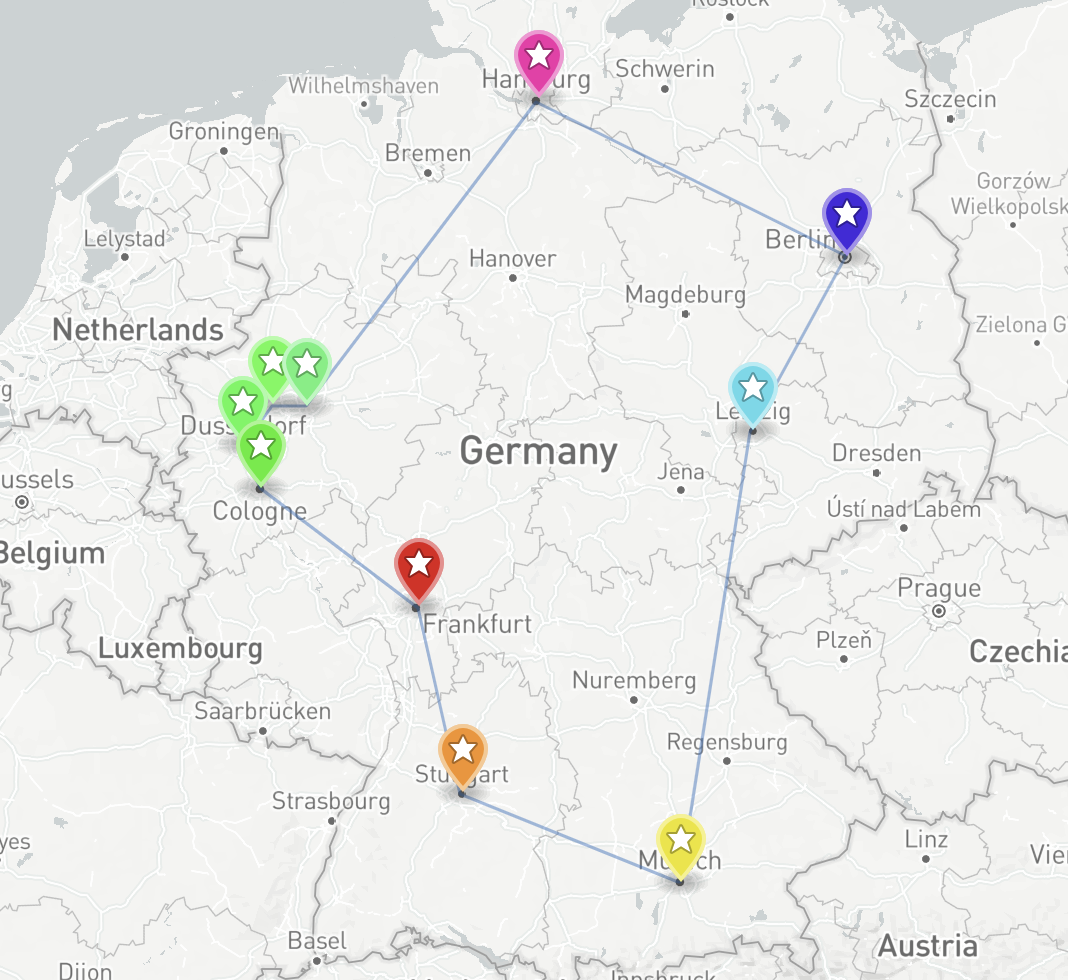 Rostock
Hamburg
Schwerin
Wilhelmshaven
Szczecin
Groningen
Bremen
Gorzów
Wielkopolsk
Lelystad
Berlin
Hanover
Magdeburg
Netherlands
Zielona G
Leipzig
Dusseldorf
Germany
Dresden
Jena
ussels
Cologne
Ústí nad Labem
Belgium
Prague
Frankfurt
Plzeň
Luxembourg
Czechia
Nuremberg
Saarbrücken
Regensburg
Stuttgart
Strasbourg
Linz
yes
Munich
Vie
Basel
Austria
Dijon
Innsbruck